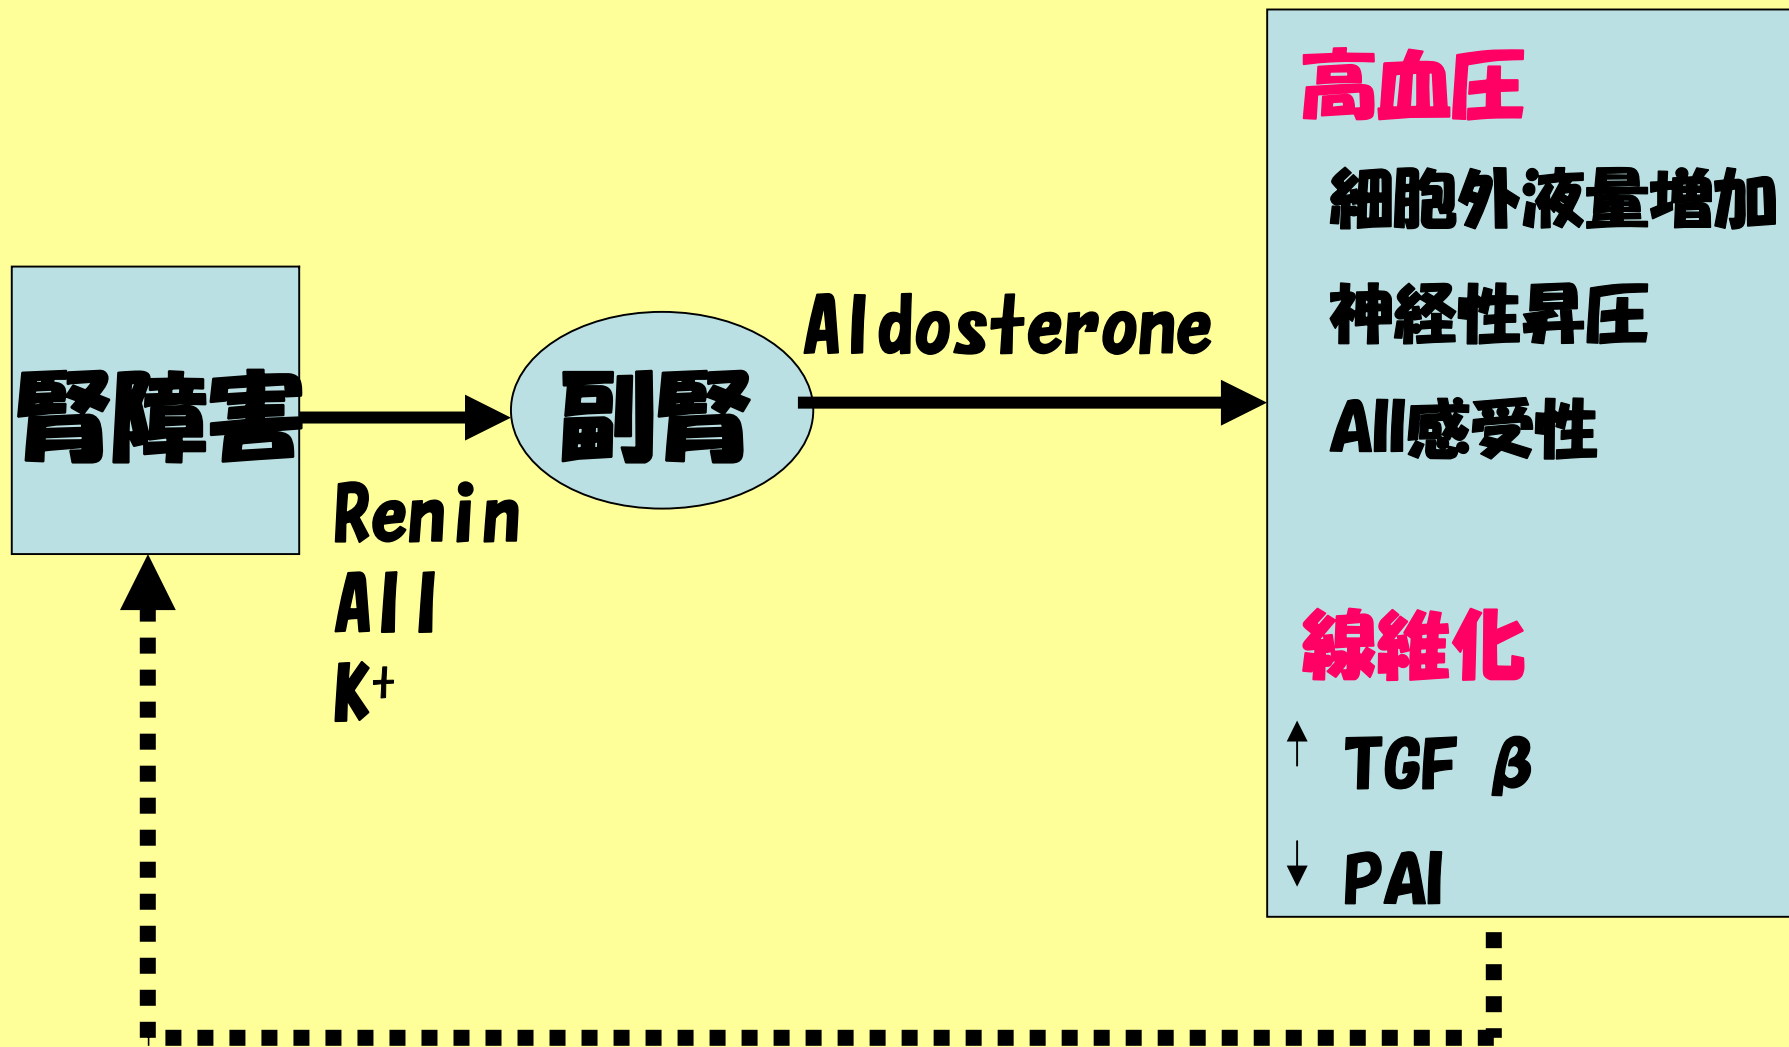 腎障害
Renin
AII
K⁺
副腎
Aldosterone
高血圧
細胞外液量増加
神経性昇圧
AII感受性
線維化
↑ TGF β
↓ PAI